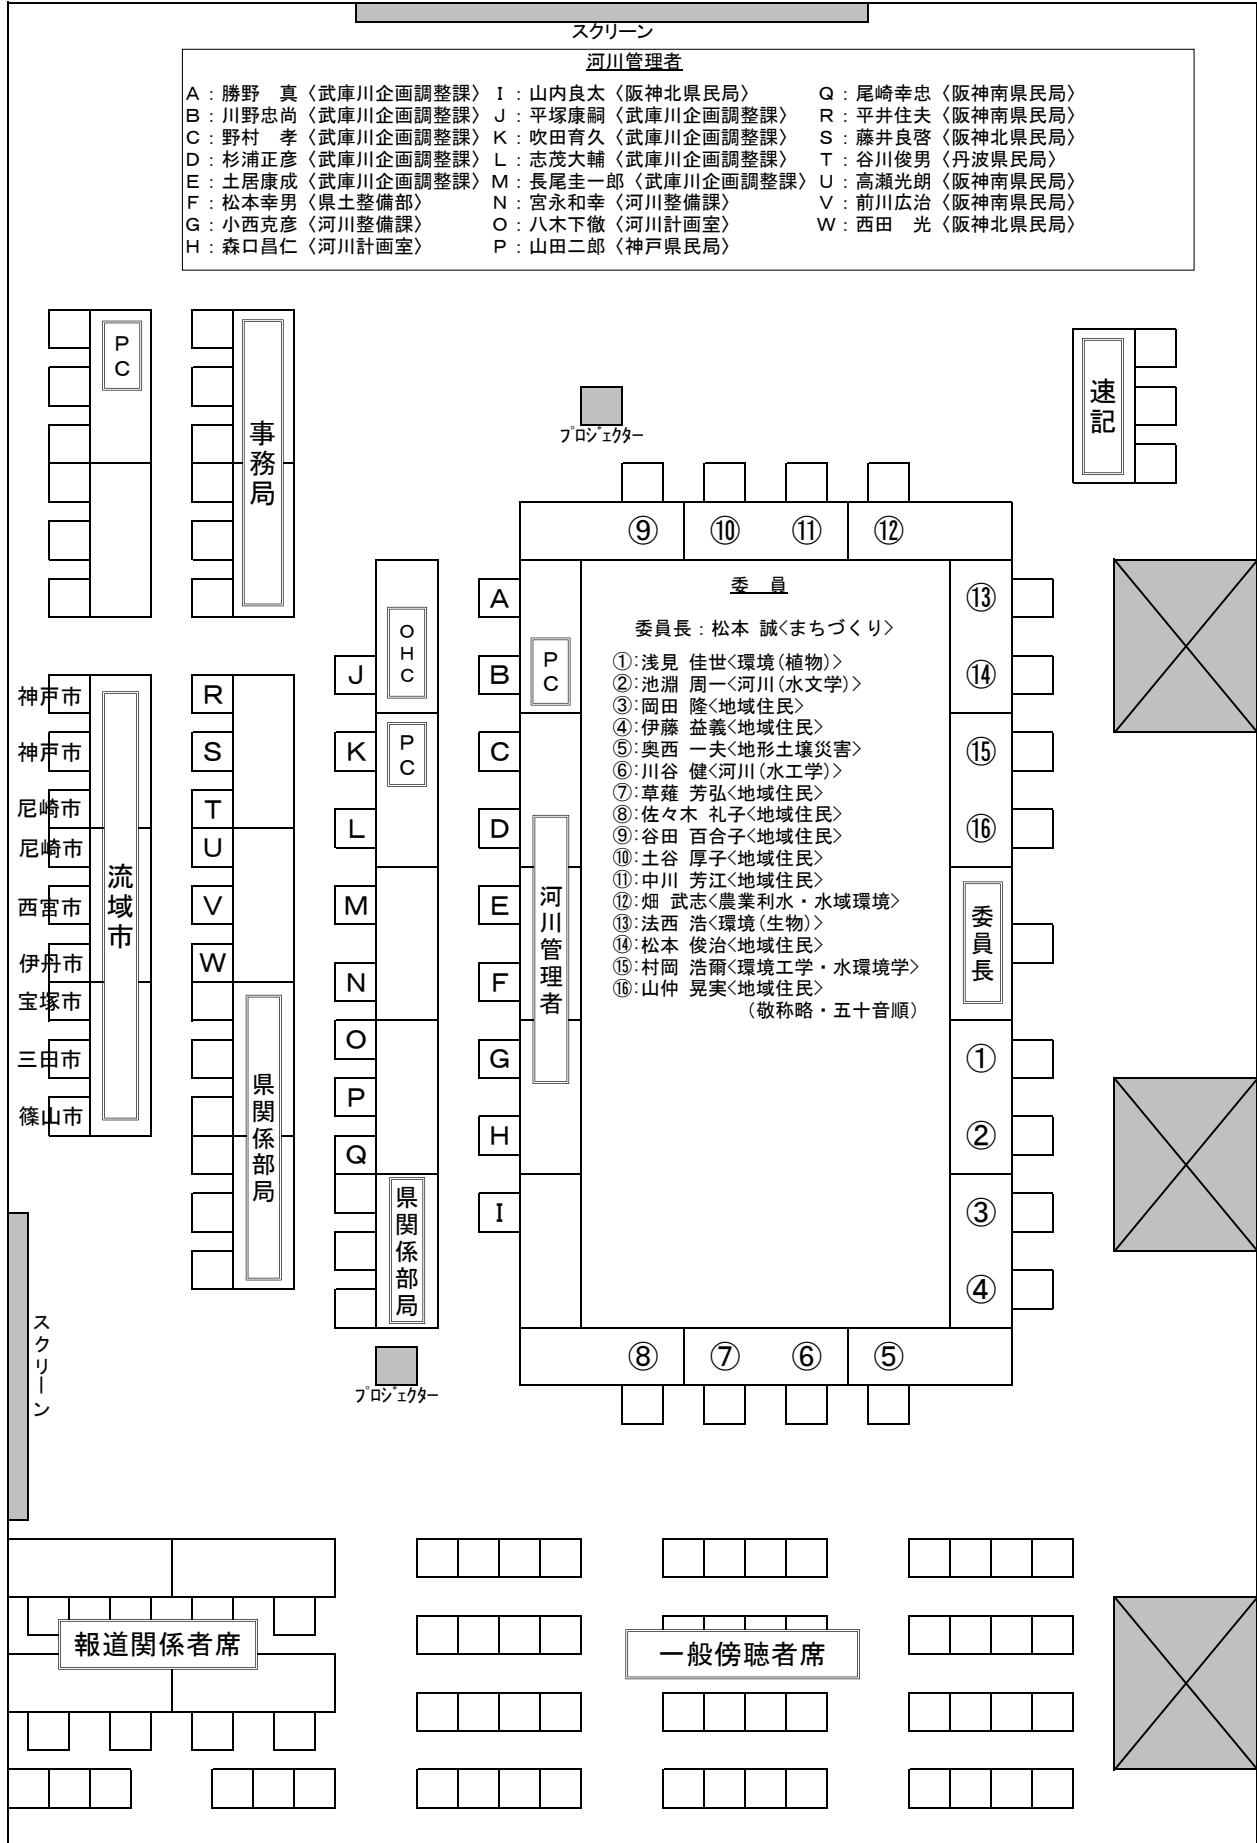 スクリーン
河川管理者
A：勝野　真〈武庫川企画調整課〉 I：山内良太〈阪神北県民局〉 Q：尾崎幸忠〈阪神南県民局〉
B：川野忠尚〈武庫川企画調整課〉 J：平塚康嗣〈武庫川企画調整課〉 R：平井住夫〈阪神南県民局〉
C：野村　孝〈武庫川企画調整課〉 K：吹田育久〈武庫川企画調整課〉 S：藤井良啓〈阪神北県民局〉
D：杉浦正彦〈武庫川企画調整課〉 L：志茂大輔〈武庫川企画調整課〉 T：谷川俊男〈丹波県民局〉
E：土居康成〈武庫川企画調整課〉 M：長尾圭一郎〈武庫川企画調整課〉 U：高瀬光朗〈阪神南県民局〉
F：松本幸男〈県土整備部〉 N：宮永和幸〈河川整備課〉 V：前川広治〈阪神南県民局〉
G：小西克彦〈河川整備課〉 O：八木下徹〈河川計画室〉 W：西田　光〈阪神北県民局〉
H：森口昌仁〈河川計画室〉 P：山田二郎〈神戸県民局〉
PC
事務局
速記
プロジェクター
⑨ ⑩ ⑪ ⑫
神戸市
神戸市
尼崎市
尼崎市
西宮市
伊丹市
宝塚市
三田市
篠山市
流域市
R
S
T
U
V
W
県関係部局
OHC
PC
J
K
L
M
N
O
P
Q
県関係部局
プロジェクター
A
B
C
D
E
F
G
H
I
PC
河川管理者
委　員
委員長：松本 誠<まちづくり>
①:浅見 佳世<環境(植物)>
②:池淵 周一<河川(水文学)>
③:岡田 隆<地域住民>
④:伊藤 益義<地域住民>
⑤:奥西 一夫<地形土壌災害>
⑥:川谷 健<河川(水工学)>
⑦:草薙 芳弘<地域住民>
⑧:佐々木 礼子<地域住民>
⑨:谷田 百合子<地域住民>
⑩:土谷 厚子<地域住民>
⑪:中川 芳江<地域住民>
⑫:畑 武志<農業利水・水域環境>
⑬:法西 浩<環境(生物)>
⑭:松本 俊治<地域住民>
⑮:村岡 浩爾<環境工学・水環境学>
⑯:山仲 晃実<地域住民>
（敬称略・五十音順）
⑬
⑭
⑮
⑯
委員長
①
②
③
④
⑧ ⑦ ⑥ ⑤
スクリーン
報道関係者席
一般傍聴者席